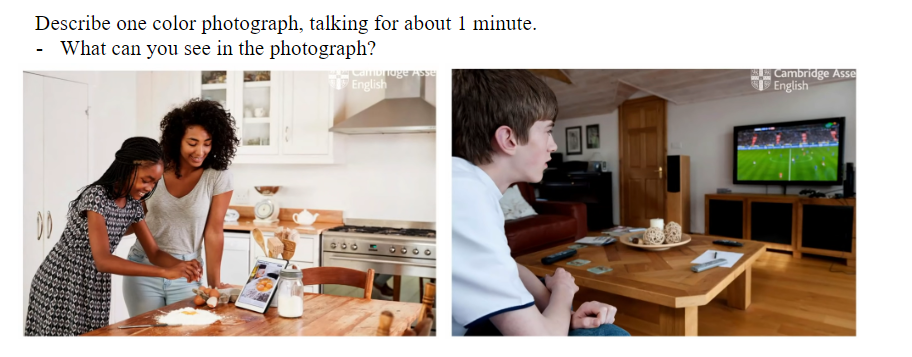 Describe one color photograph, talking for about 1 minute.
- What can you see in the photograph?
Cambridge Asse
English
Cambridge Asse
English